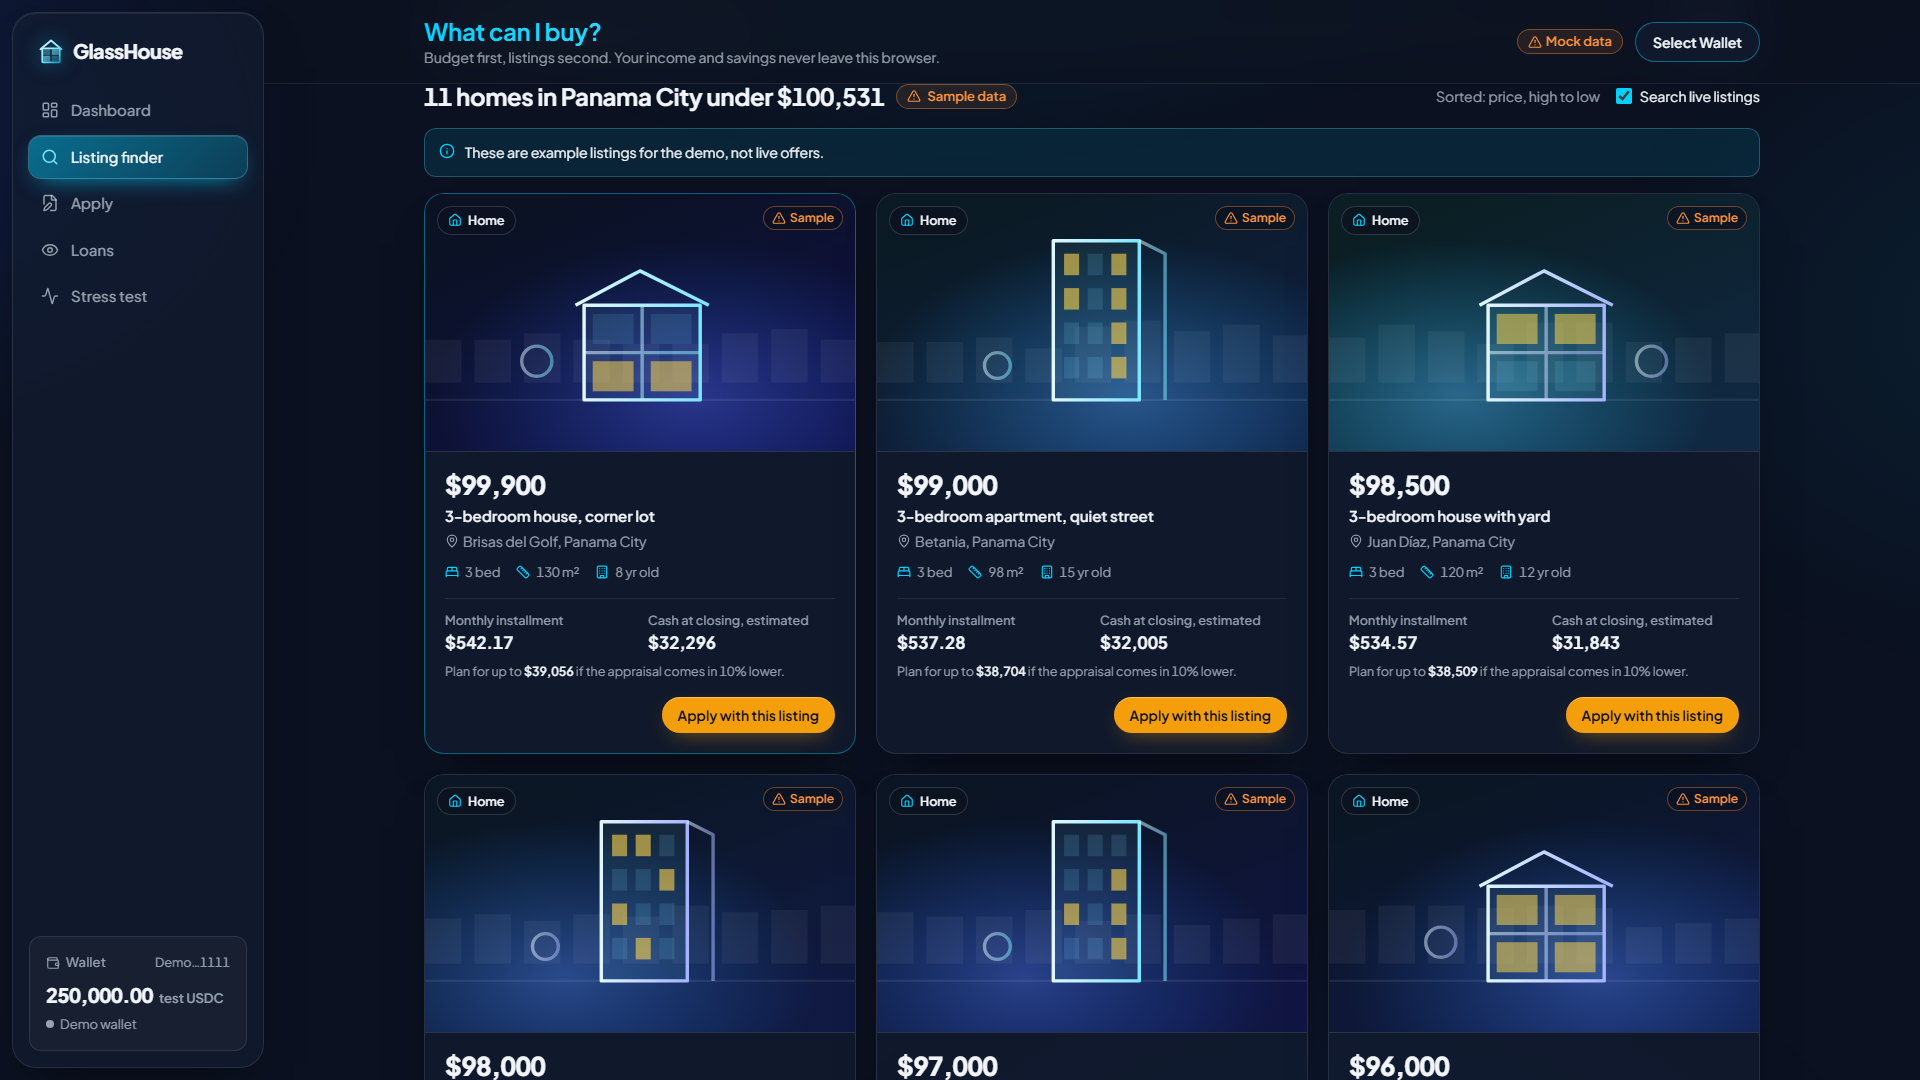 GlassHouse
Dashboard
Listing finder
Apply
Loans
Stress test
Wallet Demo...1111
250,000.00 test USDC
Demo wallet
What can I buy?
Budget first, listings second. Your income and savings never leave this browser.
Mock data
Select Wallet
11 homes in Panama City under $100,531
Sample data
Sorted: price, high to low
Search live listings
These are example listings for the demo, not live offers.
Home
Sample
$99,900
3-bedroom house, corner lot
Brisas del Golf, Panama City
3 bed 130 m² 8 yr old
Monthly installment Cash at closing, estimated
$542.17 $32,296
Plan for up to $39,056 if the appraisal comes in 10% lower.
Apply with this listing
Home
Sample
$99,000
3-bedroom apartment, quiet street
Betania, Panama City
3 bed 98 m² 15 yr old
Monthly installment Cash at closing, estimated
$537.28 $32,005
Plan for up to $38,704 if the appraisal comes in 10% lower.
Apply with this listing
Home
Sample
$98,500
3-bedroom house with yard
Juan Díaz, Panama City
3 bed 120 m² 12 yr old
Monthly installment Cash at closing, estimated
$534.57 $31,843
Plan for up to $38,509 if the appraisal comes in 10% lower.
Apply with this listing
Home
Sample
$98,000
Home
Sample
$97,000
Home
Sample
$96,000